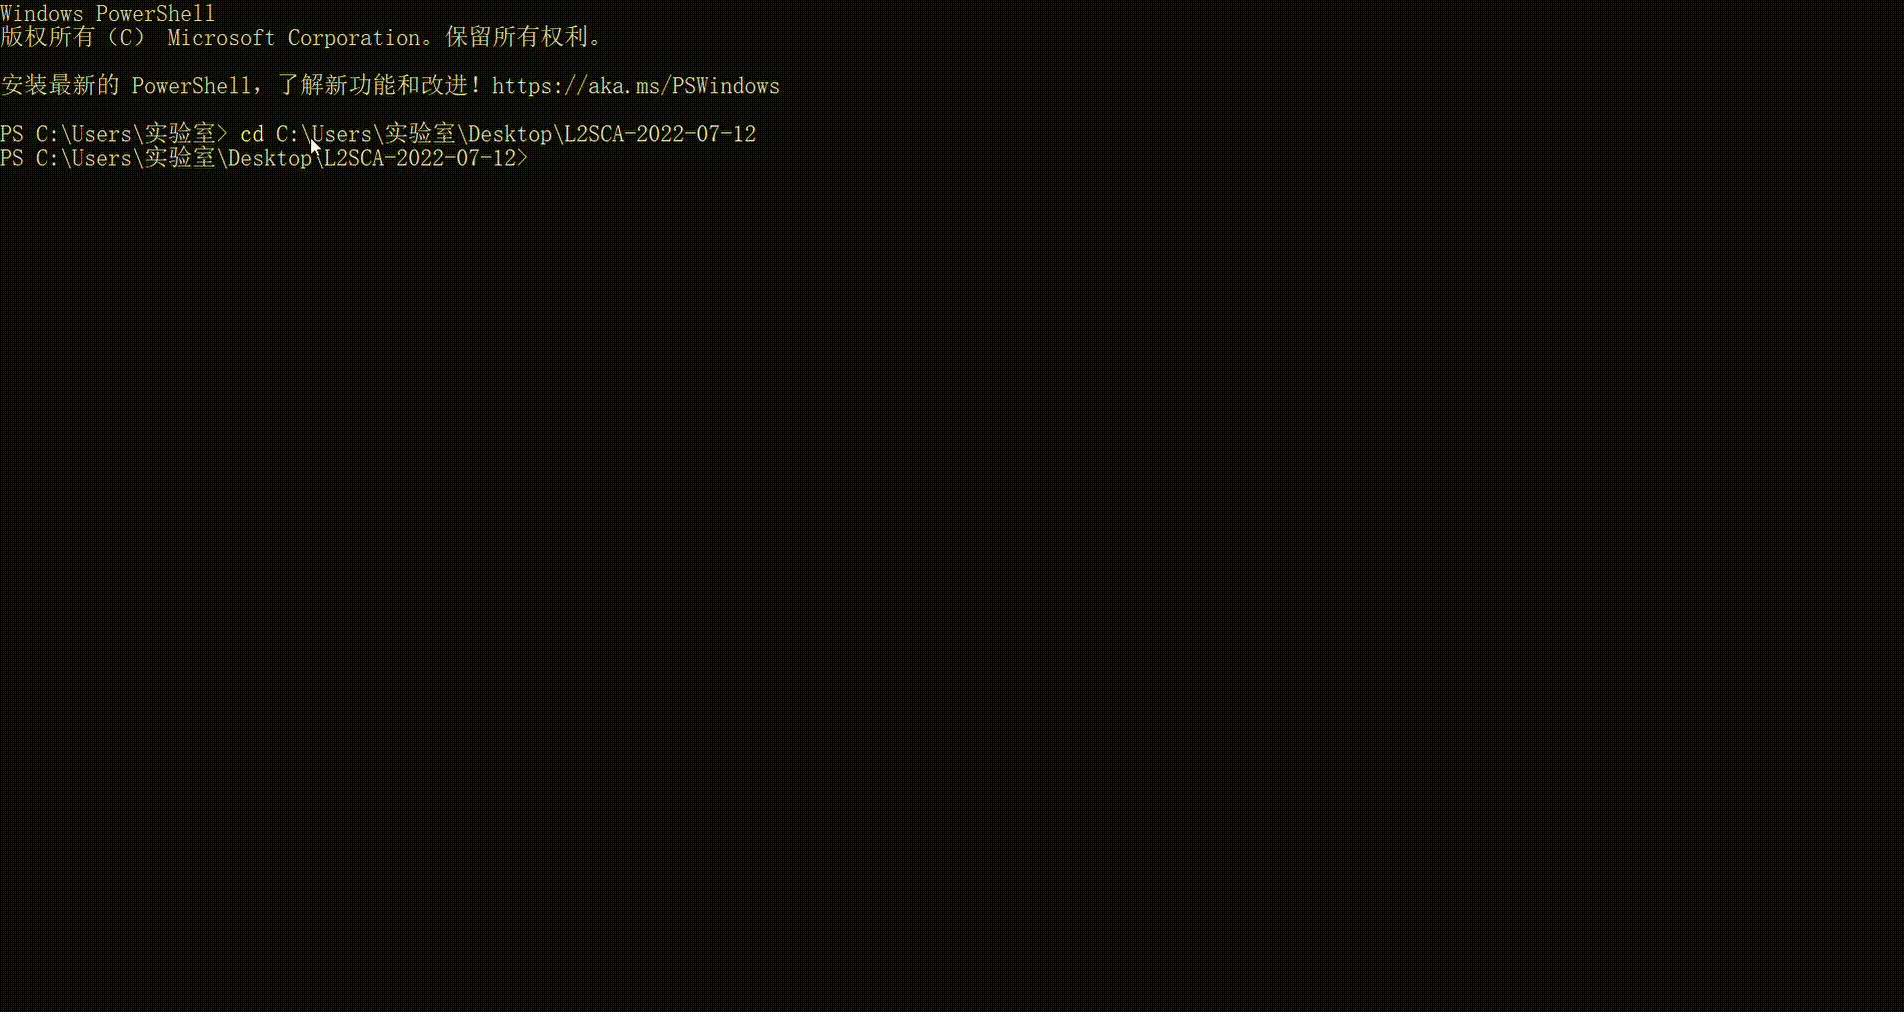 Windows PowerShell
版权所有（C） Microsoft Corporation。保留所有权利。
安装最新的 PowerShell，了解新功能和改进！https://aka.ms/PSWindows
PS C:\Users\实验室> cd C:\Users\实验室\Desktop\L2SCA-2022-07-12
PS C:\Users\实验室\Desktop\L2SCA-2022-07-12>